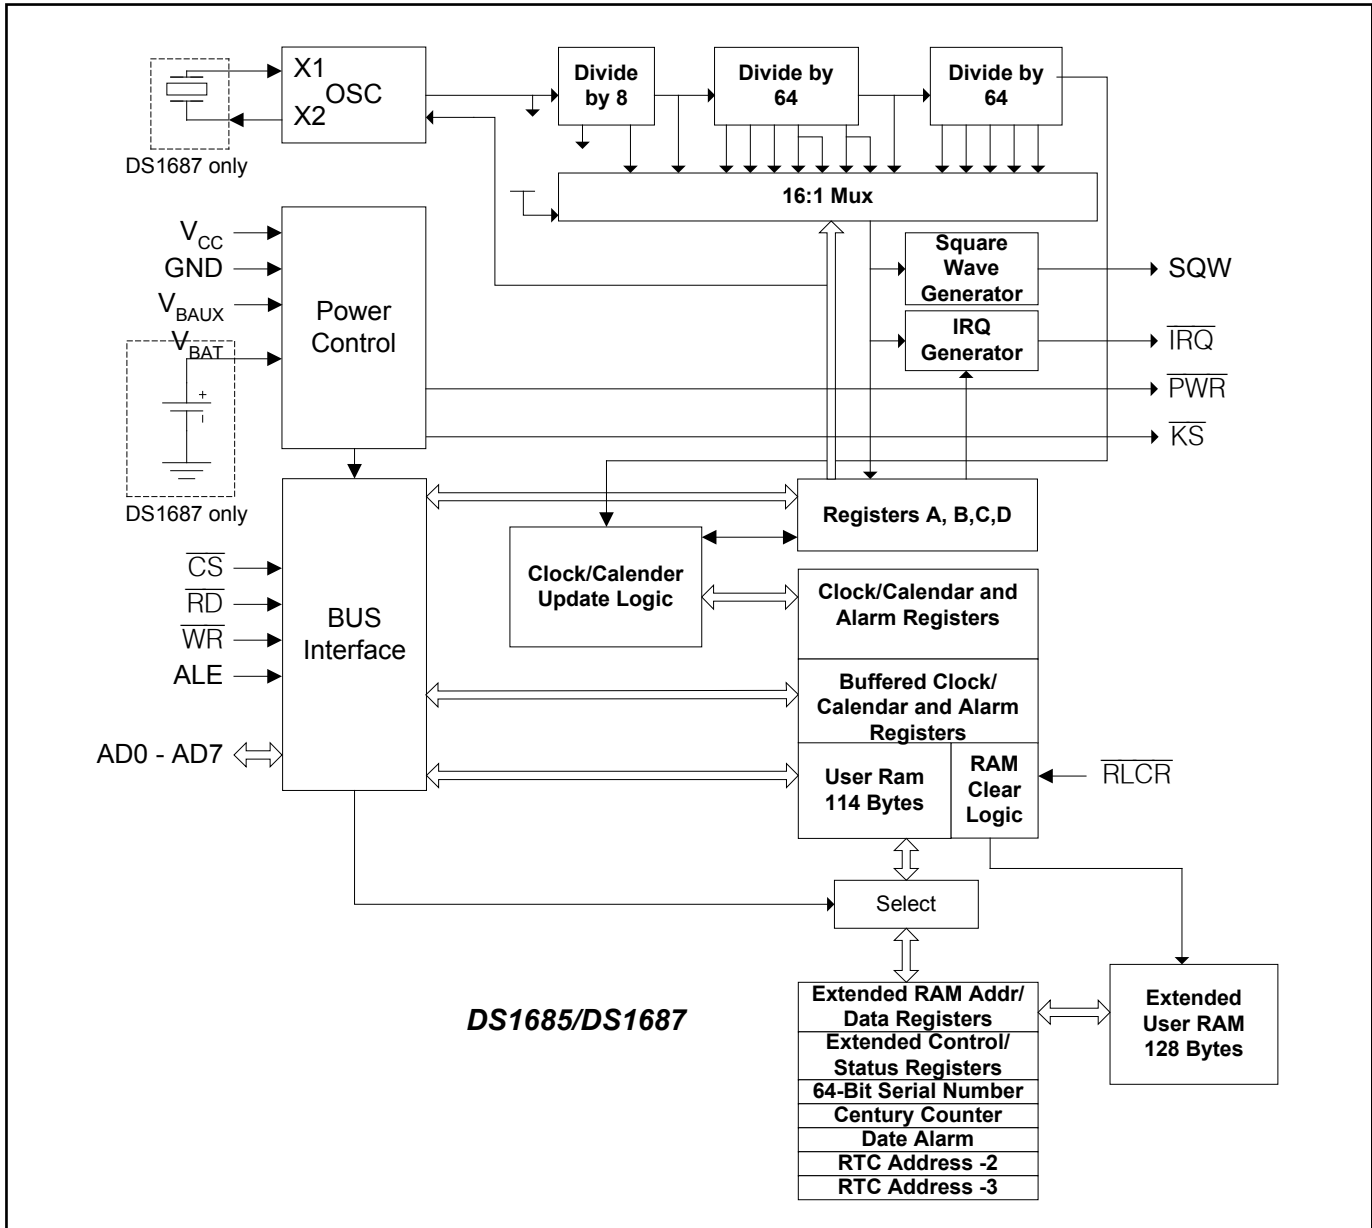 X1
OSC
X2
DS1687 only
Divide
by 8
Divide by
64
Divide by
64
16:1 Mux
V_CC
GND
V_BAUX
V_BAT
Power
Control
+
DS1687 only
Square
Wave
Generator
SQW
IRQ
Generator
IRQ
PWR
KS
Registers A, B,C,D
CS
RD
WR
ALE
AD0 - AD7
BUS
Interface
Clock/Calender
Update Logic
Clock/Calendar and
Alarm Registers
Buffered Clock/
Calendar and Alarm
Registers
User Ram
114 Bytes
RAM
Clear
Logic
RLCR
Select
DS1685/DS1687
Extended RAM Addr/
Data Registers
Extended Control/
Status Registers
64-Bit Serial Number
Century Counter
Date Alarm
RTC Address -2
RTC Address -3
Extended
User RAM
128 Bytes